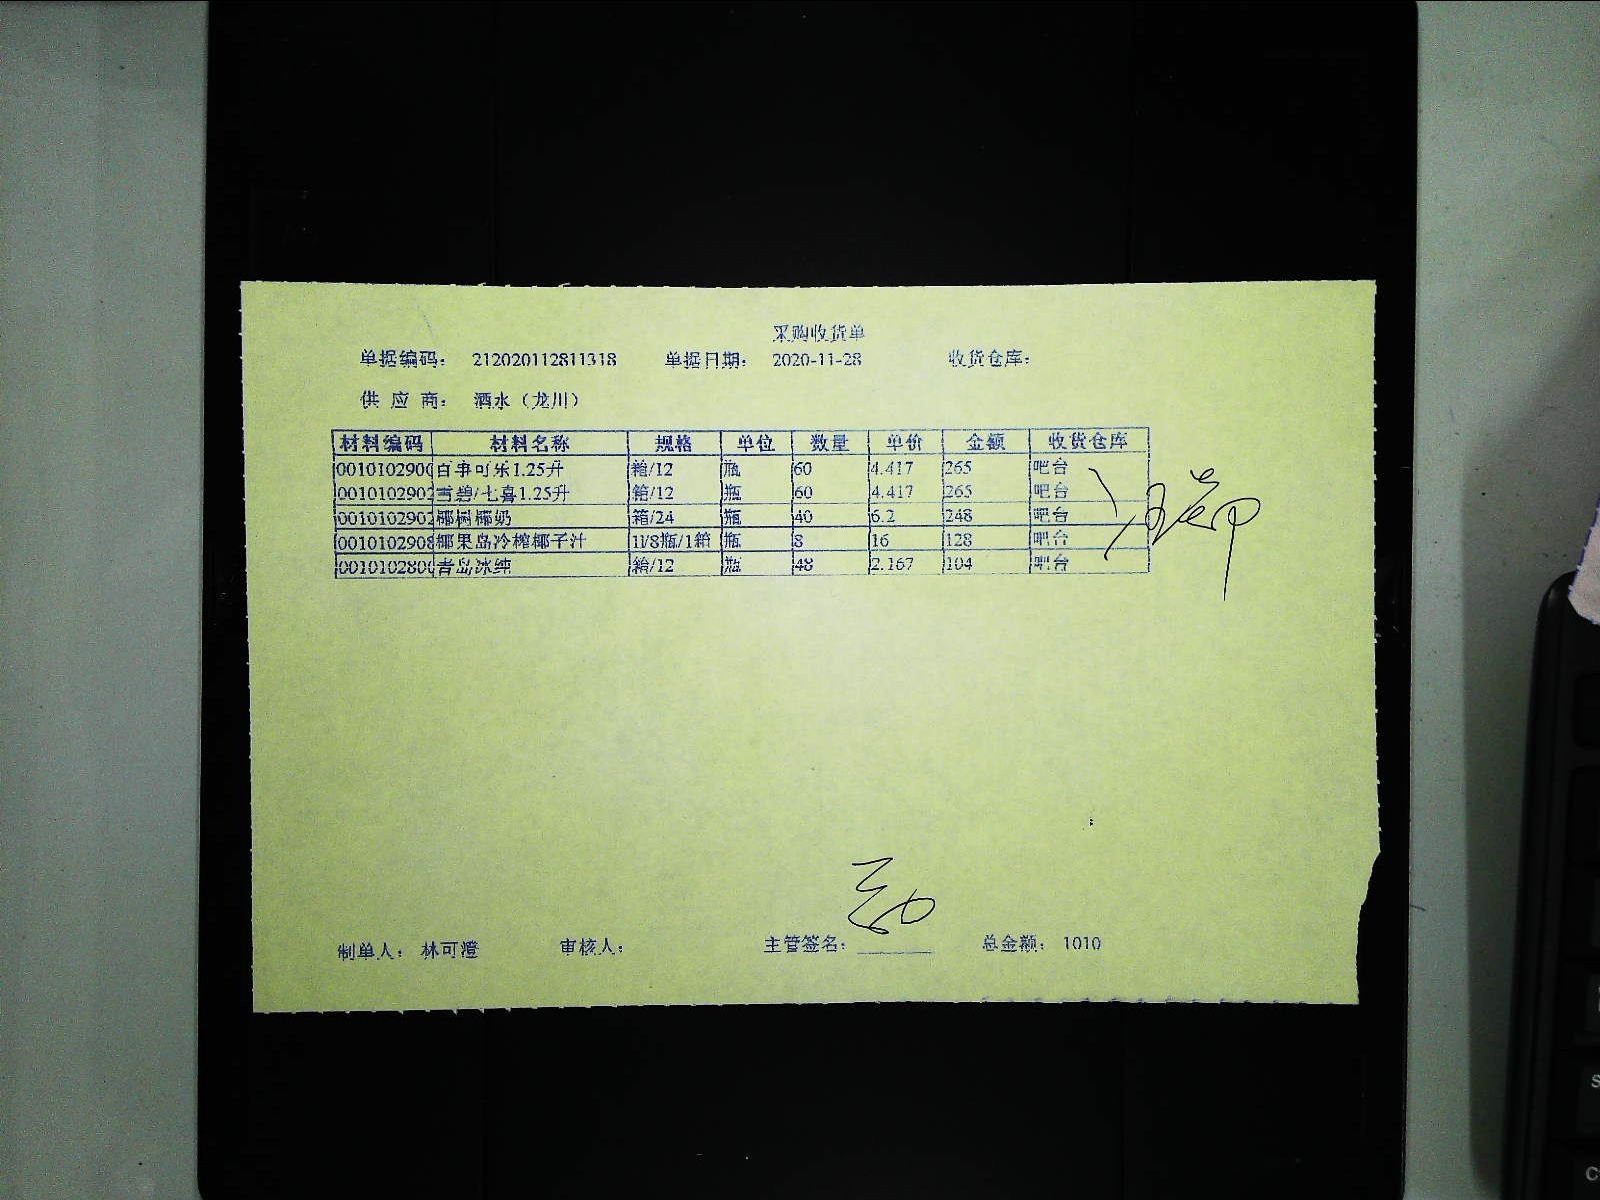 采购收货单
单据编码： 212020112811318 单据日期： 2020-11-28 收货仓库：
供 应 商： 酒水（龙川）
材料编码 材料名称 规格 单位 数量 单价 金额 收货仓库
0010102900 百事可乐1.25升 箱/12 瓶 60 4.417 265 吧台
0010102902 雪碧/七喜1.25升 箱/12 瓶 60 4.417 265 吧台
0010102902 椰树椰奶 箱/24 瓶 40 6.2 248 吧台
0010102908 椰果岛冷榨椰子汁 1l/8瓶/1箱 瓶 8 16 128 吧台
0010102800 青岛冰纯 箱/12 瓶 48 2.167 104 吧台
制单人： 林可澄 审核人： 主管签名： 总金额： 1010